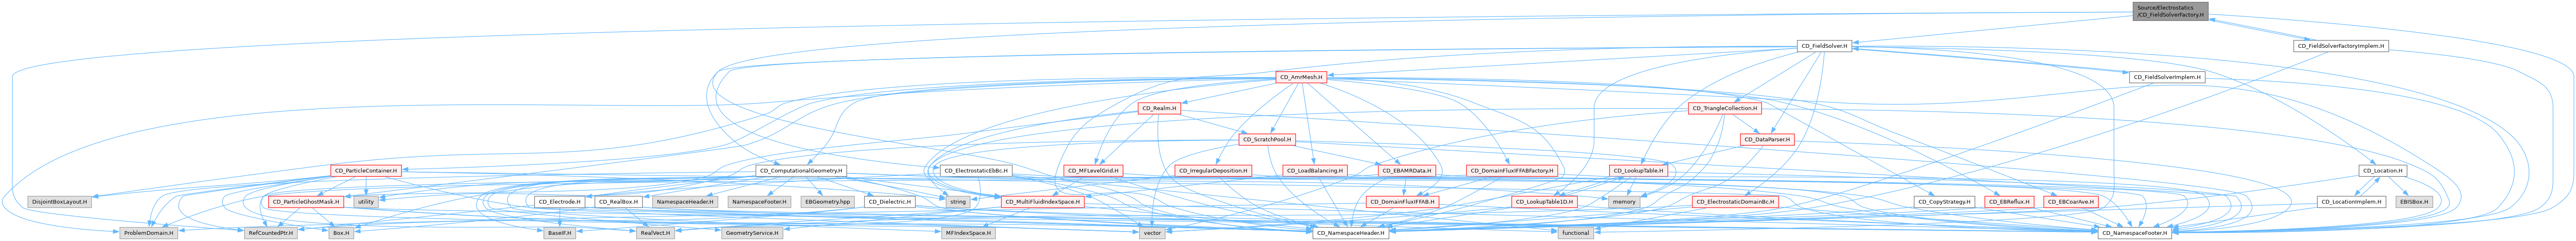 Source/Electrostatics
/CD_FieldSolverFactory.H
CD_FieldSolver.H
CD_FieldSolverFactoryImplem.H
CD_AmrMesh.H
CD_FieldSolverImplem.H
CD_Realm.H
CD_TriangleCollection.H
CD_ScratchPool.H
CD_DataParser.H
CD_ParticleContainer.H
CD_ComputationalGeometry.H
CD_ElectrostaticEbBc.H
CD_MFLevelGrid.H
CD_IrregularDeposition.H
CD_LoadBalancing.H
CD_EBAMRData.H
CD_DomainFluxIFFABFactory.H
CD_LookupTable.H
CD_Location.H
DisjointBoxLayout.H
CD_ParticleGhostMask.H
utility
CD_Electrode.H
CD_RealBox.H
NamespaceHeader.H
NamespaceFooter.H
EBGeometry.hpp
CD_Dielectric.H
string
CD_MultiFluidIndexSpace.H
memory
CD_DomainFluxIFFAB.H
CD_LookupTable1D.H
CD_ElectrostaticDomainBc.H
CD_CopyStrategy.H
CD_EBReflux.H
CD_EBCoarAve.H
CD_LocationImplem.H
EBISBox.H
ProblemDomain.H
RefCountedPtr.H
Box.H
BaseIF.H
RealVect.H
GeometryService.H
MFIndexSpace.H
vector
CD_NamespaceHeader.H
functional
CD_NamespaceFooter.H